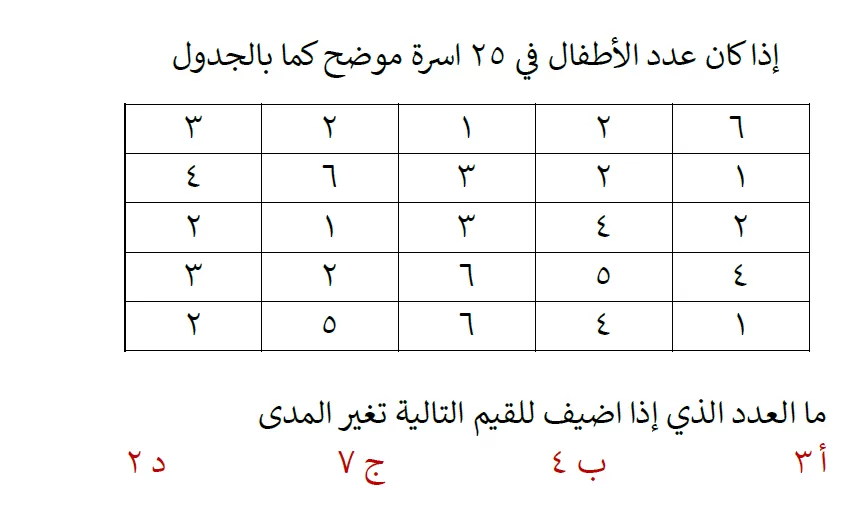 إذا كان عدد الأطفال في ٢٥ اسرة موضح كما بالجدول
٦ ٢ ١ ٢ ٣
١ ٢ ٣ ٦ ٤
٢ ٤ ٣ ١ ٢
٤ ٥ ٦ ٢ ٣
١ ٤ ٦ ٥ ٢
ما العدد الذي إذا اضيف للقيم التالية تغير المدى
أ ٣ ب ٤ ج ٧ د ٢